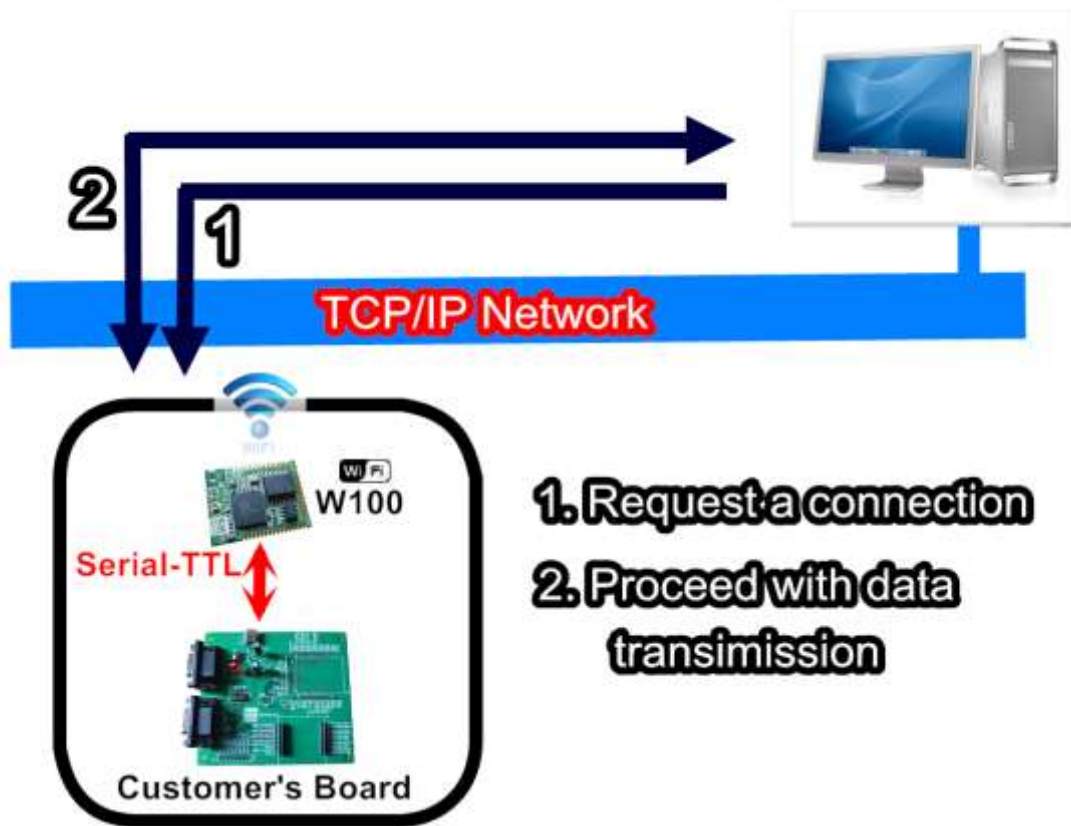 2
1
TCP/IP Network
WiFi
W100
Serial-TTL
Customer's Board
1. Request a connection
2. Proceed with data
transimission